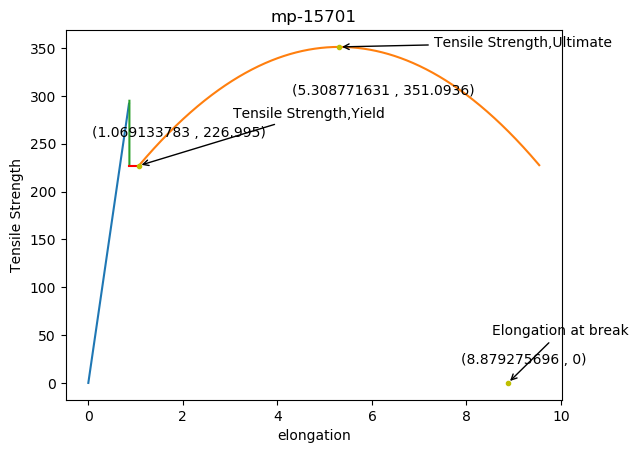 mp-15701
350
Tensile Strength,Ultimate
300
(5.308771631 , 351.0936)
Tensile Strength,Yield
250
(1.069133783 , 226.995)
200
150
100
50
0
Tensile Strength
Elongation at break
(8.879275696 , 0)
0 2 4 6 8 10
elongation